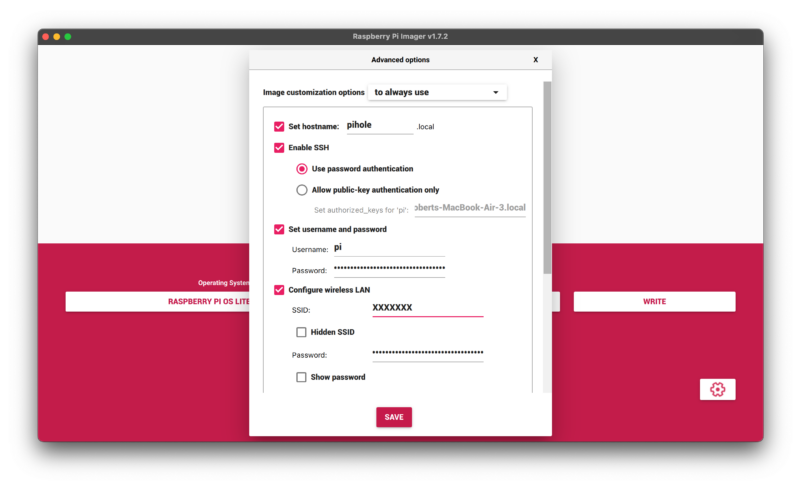 Raspberry Pi Imager v1.7.2
Advanced options X
Image customization options to always use
Set hostname: pihole .local
Enable SSH
Use password authentication
Allow public-key authentication only
Set authorized_keys for 'pi': oberts-MacBook-Air-3.local
Set username and password
Username: pi
Operating System
Password: ••••••••••••••••••••••••••••••••••
Configure wireless LAN
RASPBERRY PI OS LITE
WRITE
SSID: XXXXXXX
Hidden SSID
Password: ••••••••••••••••••••••••••••••••••
Show password
SAVE